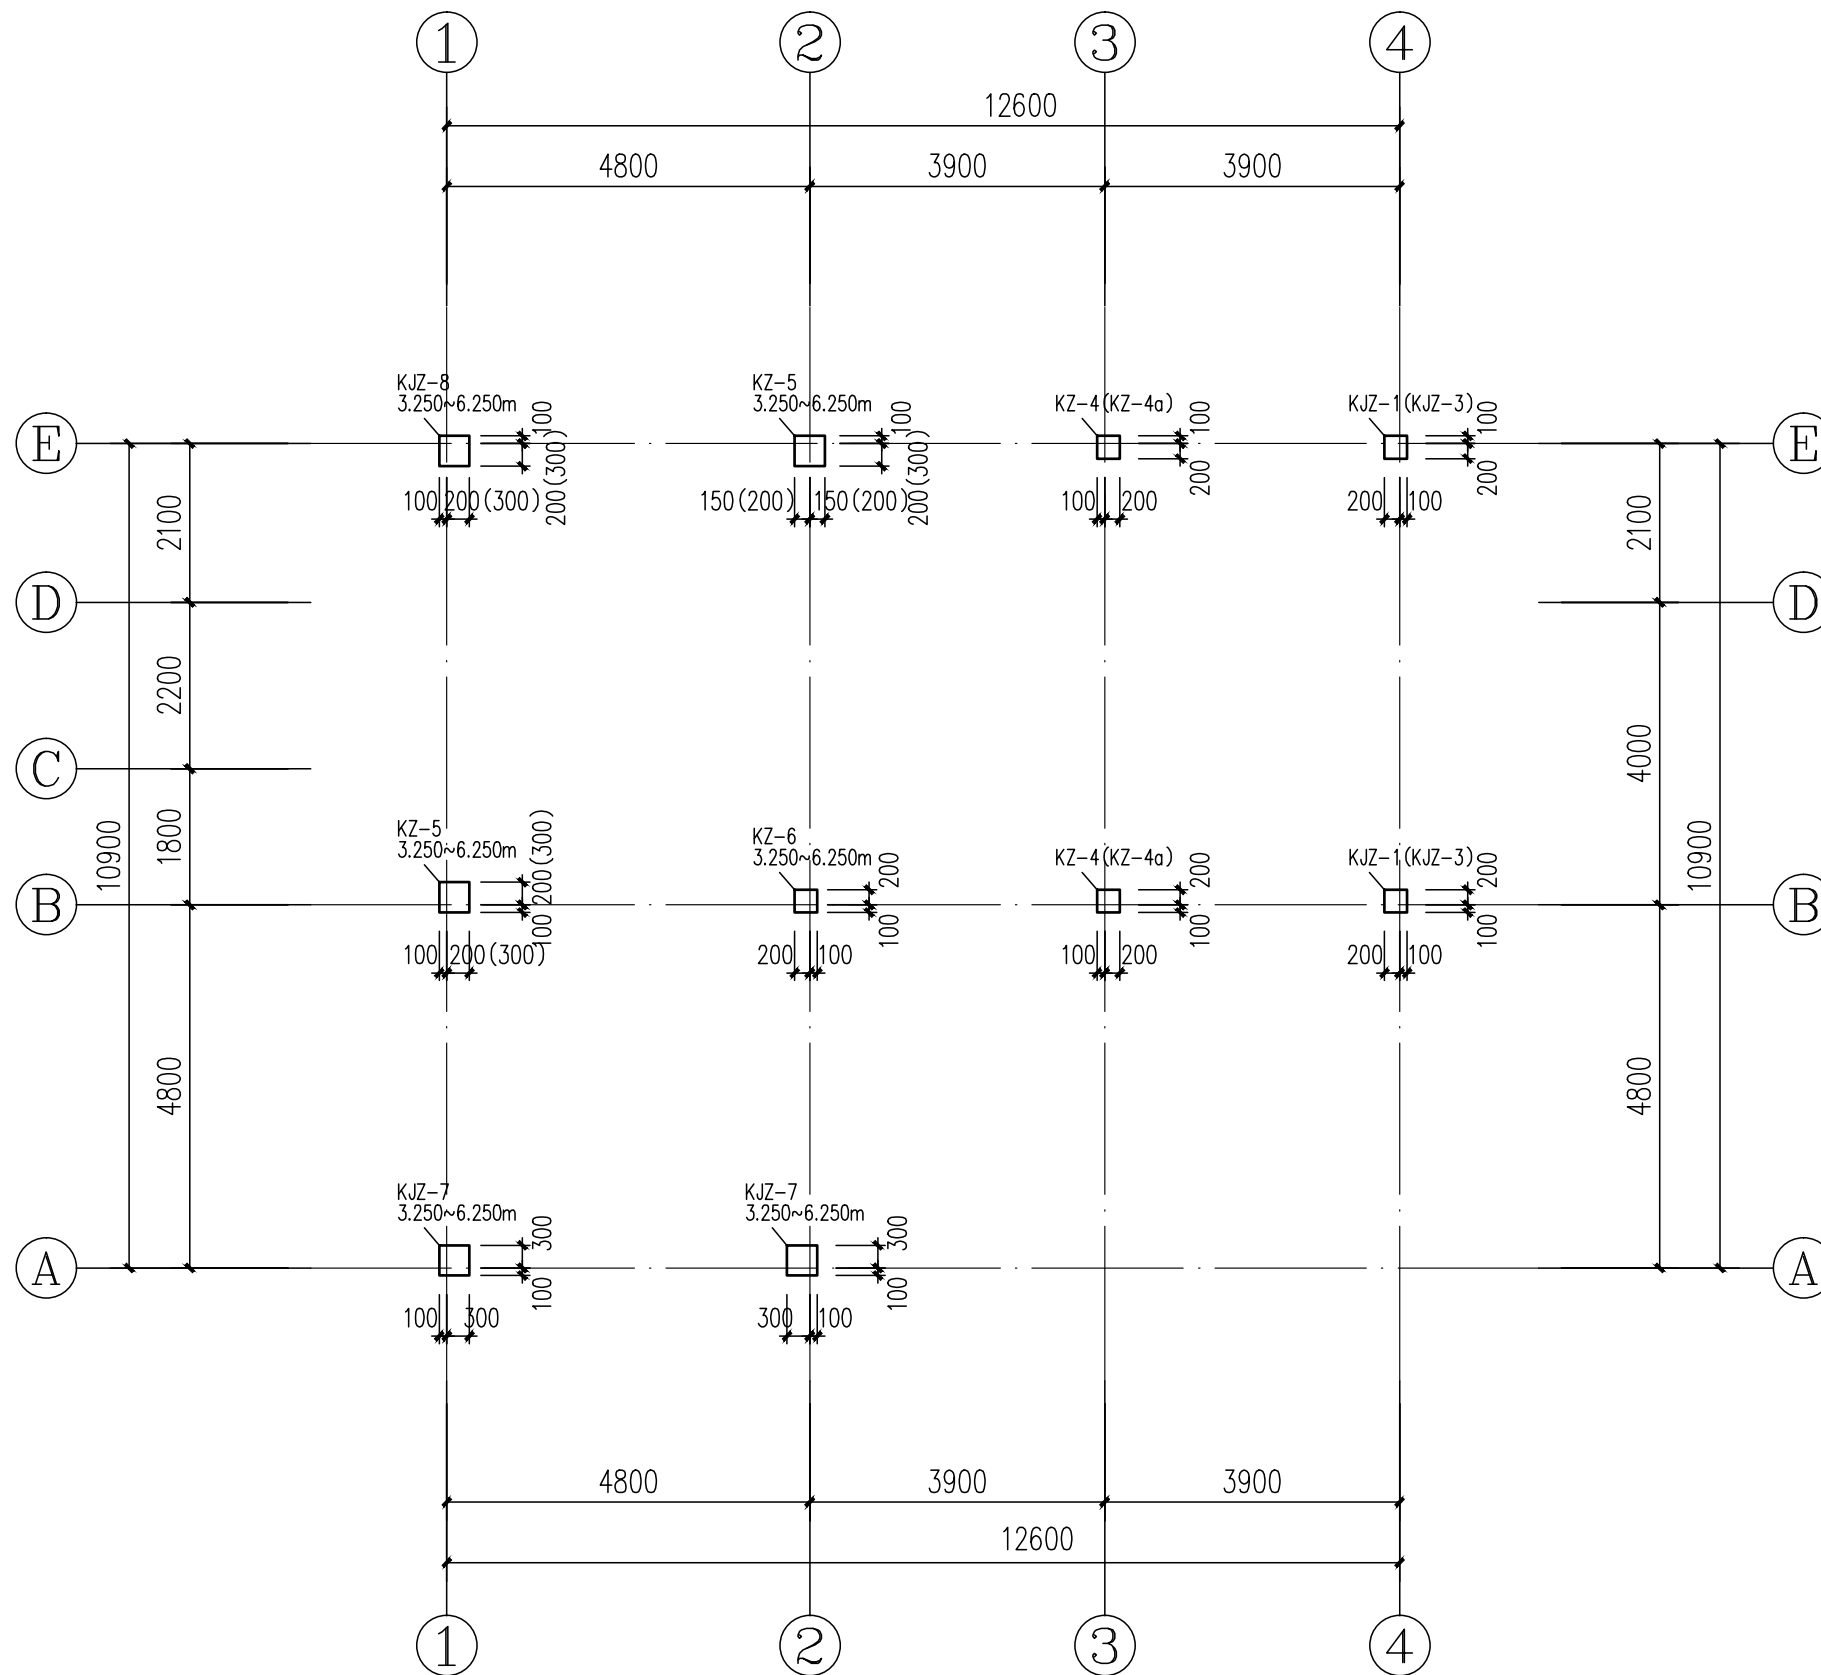 1 2 3 4
12600
4800 3900 3900
KJZ-8
3.250~6.250m
100
200(300)
100 200(300)
KZ-5
3.250~6.250m
100
200(300)
150(200) 150(200)
KZ-4(KZ-4a)
100
200
100 200
KJZ-1(KJZ-3)
100
200
200 100
E E
2100 2100
D D
2200
4000
C
1800
10900 10900
KZ-5
3.250~6.250m
200(300)
100
100 200(300)
KZ-6
3.250~6.250m
200
100
200 100
KZ-4(KZ-4a)
200
100
100 200
KJZ-1(KJZ-3)
200
100
200 100
B B
4800 4800
KJZ-7
3.250~6.250m
300
100
100 300
KJZ-7
3.250~6.250m
300
100
300 100
A A
4800 3900 3900
12600
1 2 3 4